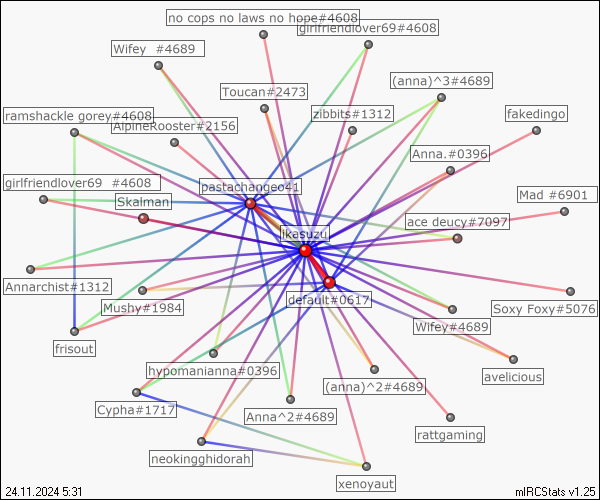 no cops no laws no hope#4608
girlfriendlover69#4608
Wifey #4689
(anna)^3#4689
Toucan#2473
ramshackle gorey#4608
zibbits#1312
fakedingo
AlpineRooster#2156
Anna.#0396
girlfriendlover69 #4608
pastachangeo41
Mad #6901
Skalman
ace deucy#7097
jkasuzu
Annarchist#1312
Mushy#1984
default#0617
Soxy Foxy#5076
Wifey#4689
frisout
hypomanianna#0396
avelicious
(anna)^2#4689
Cypha#1717
Anna^2#4689
rattgaming
neokingghidorah
xenoyaut
24.11.2024 5:31
mIRCStats v1.25